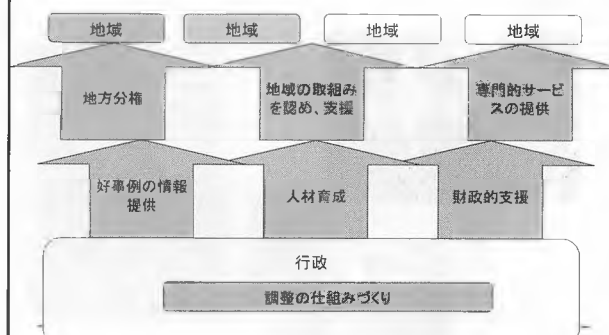 地域 地域 地域 地域
地方分権
地域の取組み
を認め、支援
専門的サービ
スの提供
好事例の情報
提供
人材育成
財政的支援
行政
調整の仕組みづくり